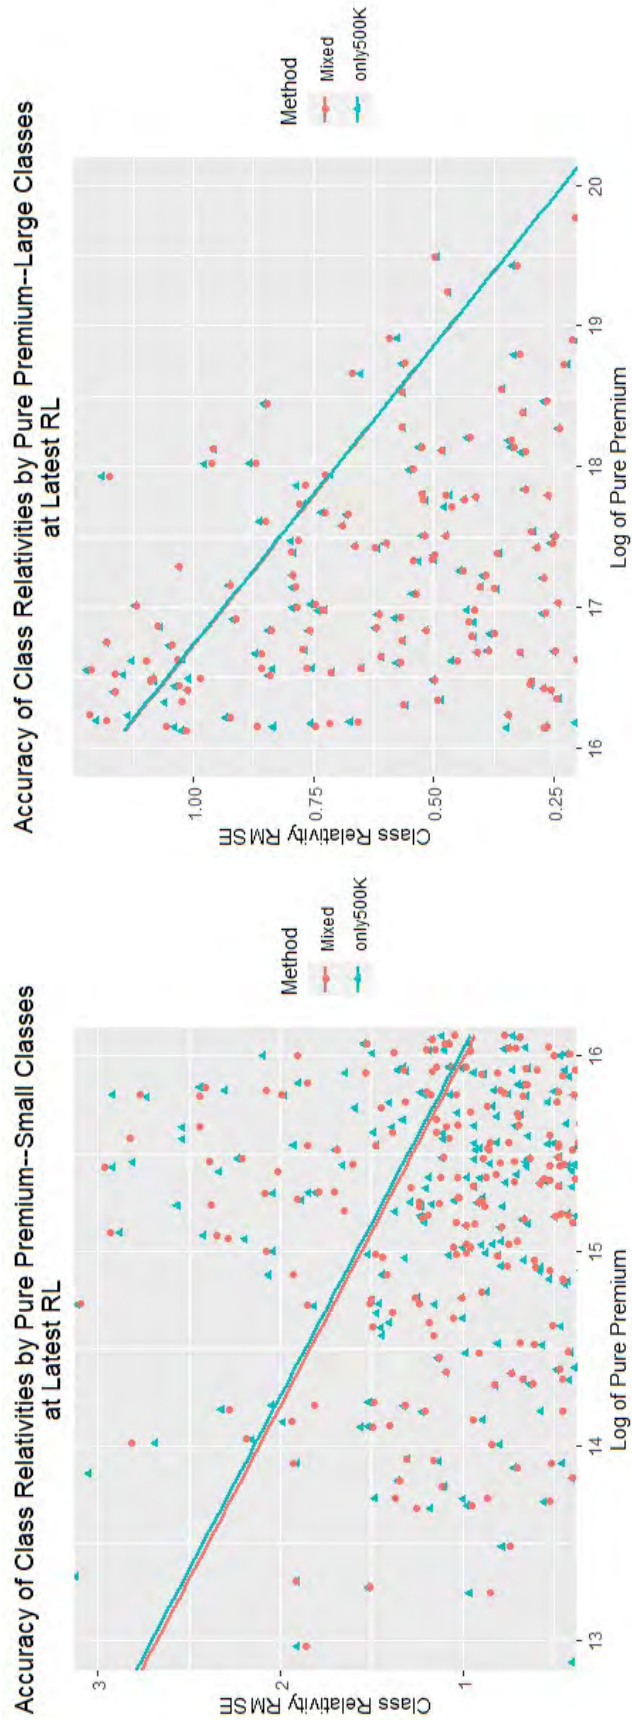 Accuracy of Class Relativities by Pure Premium--Small Classes
at Latest RL
Class Relativity RMSE
3
2
1
13
14
15
16
Log of Pure Premium
Method
Mixed
only500K
Accuracy of Class Relativities by Pure Premium--Large Classes
at Latest RL
Class Relativity RMSE
1.00
0.75
0.50
0.25
16
17
18
19
20
Log of Pure Premium
Method
Mixed
only500K